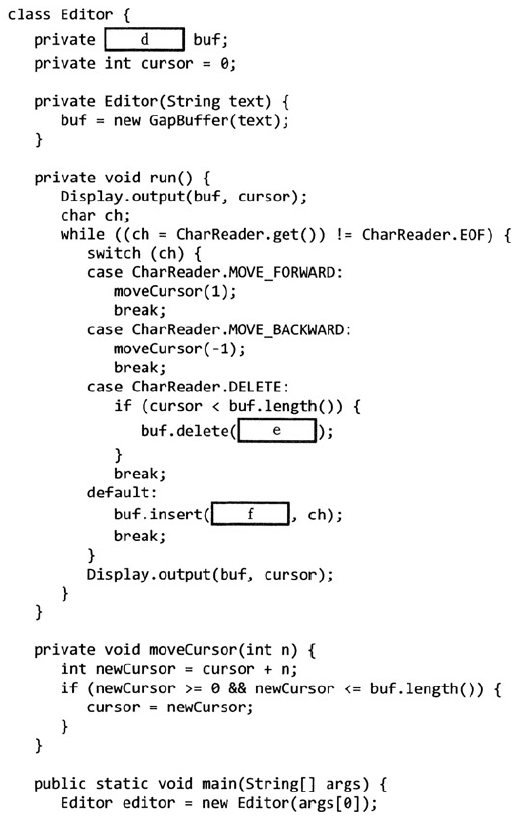 class Editor {
private d buf;
private int cursor = 0;
private Editor(String text) {
buf = new GapBuffer(text);
}
private void run() {
Display.output(buf, cursor);
char ch;
while ((ch = CharReader.get()) != CharReader.EOF) {
switch (ch) {
case CharReader.MOVE_FORWARD:
moveCursor(1);
break;
case CharReader.MOVE_BACKWARD:
moveCursor(-1);
break;
case CharReader.DELETE:
if (cursor < buf.length()) {
buf.delete( e );
}
break;
default:
buf.insert( f , ch);
break;
}
Display.output(buf, cursor);
}
}
private void moveCursor(int n) {
int newCursor = cursor + n;
if (newCursor >= 0 && newCursor <= buf.length()) {
cursor = newCursor;
}
}
public static void main(String[] args) {
Editor editor = new Editor(args[0]);